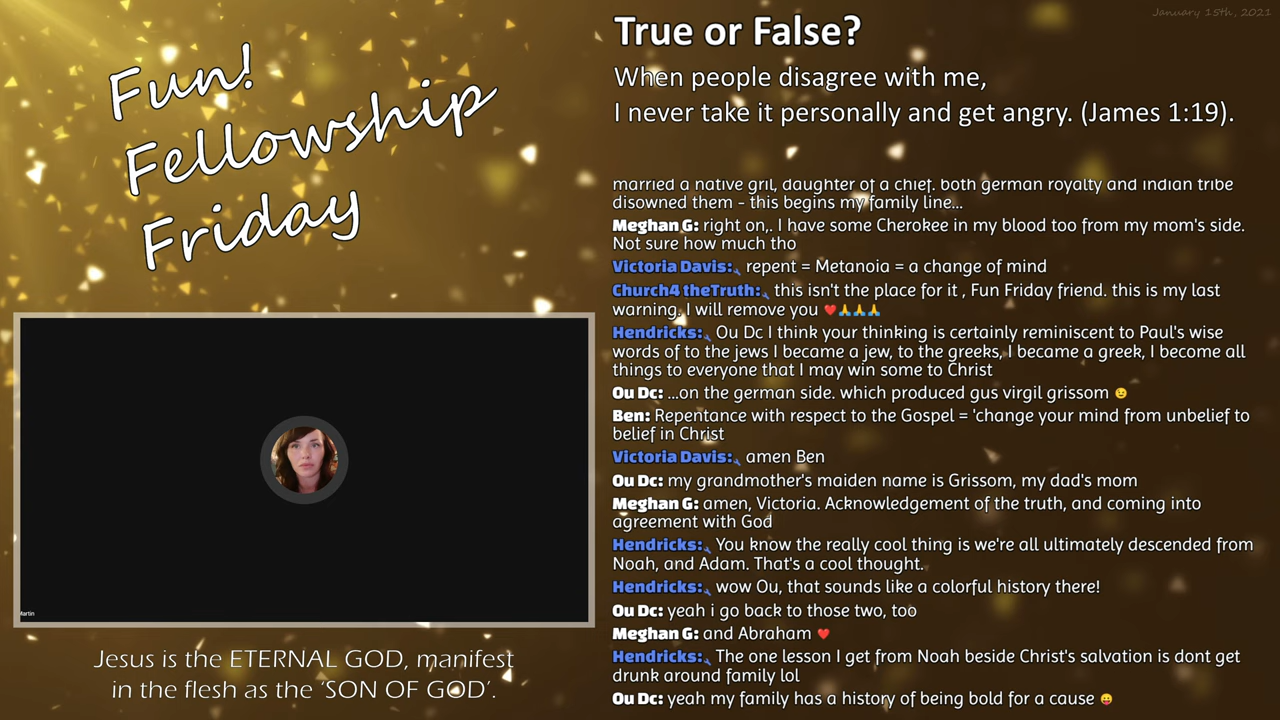 January 15th, 2021
Fun!
Fellowship
Friday
True or False?
When people disagree with me,
I never take it personally and get angry. (James 1:19).
married a native gril, daughter of a chief. both german royalty and indian tribe
disowned them - this begins my family line...
Meghan G: right on,. I have some Cherokee in my blood too from my mom's side.
Not sure how much tho
Victoria Davis: repent = Metanoia = a change of mind
Church4 theTruth: this isn't the place for it , Fun Friday friend. this is my last
warning. I will remove you ❤️🙏🙏🙏
Hendricks: Ou Dc I think your thinking is certainly reminiscent to Paul's wise
words of to the jews I became a jew, to the greeks, I became a greek, I become all
things to everyone that I may win some to Christ
Ou Dc: ...on the german side. which produced gus virgil grissom 😉
Ben: Repentance with respect to the Gospel = 'change your mind from unbelief to
belief in Christ
Victoria Davis: amen Ben
Ou Dc: my grandmother's maiden name is Grissom, my dad's mom
Meghan G: amen, Victoria. Acknowledgement of the truth, and coming into
agreement with God
Hendricks: You know the really cool thing is we're all ultimately descended from
Noah, and Adam. That's a cool thought.
Hendricks: wow Ou, that sounds like a colorful history there!
Ou Dc: yeah i go back to those two, too
Meghan G: and Abraham ❤️
Hendricks: The one lesson I get from Noah beside Christ's salvation is dont get
drunk around family lol
Ou Dc: yeah my family has a history of being bold for a cause 😛
Martin
Jesus is the ETERNAL GOD, manifest
in the flesh as the ‘SON OF GOD’.